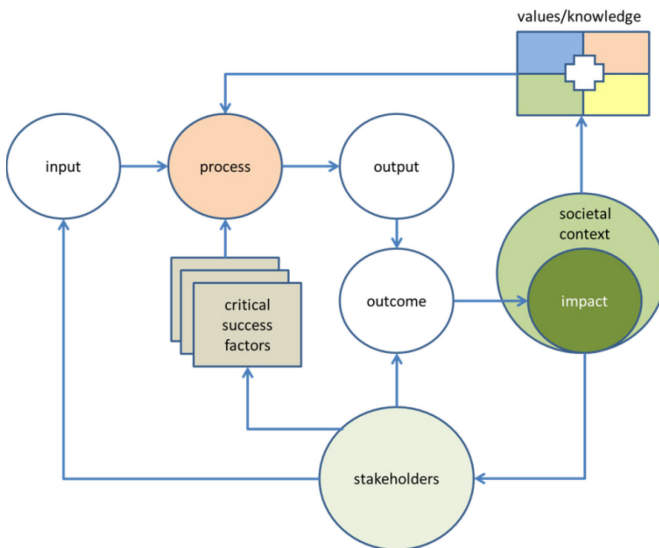 values/knowledge
input
process
output
societal
context
critical
success
factors
outcome
impact
stakeholders